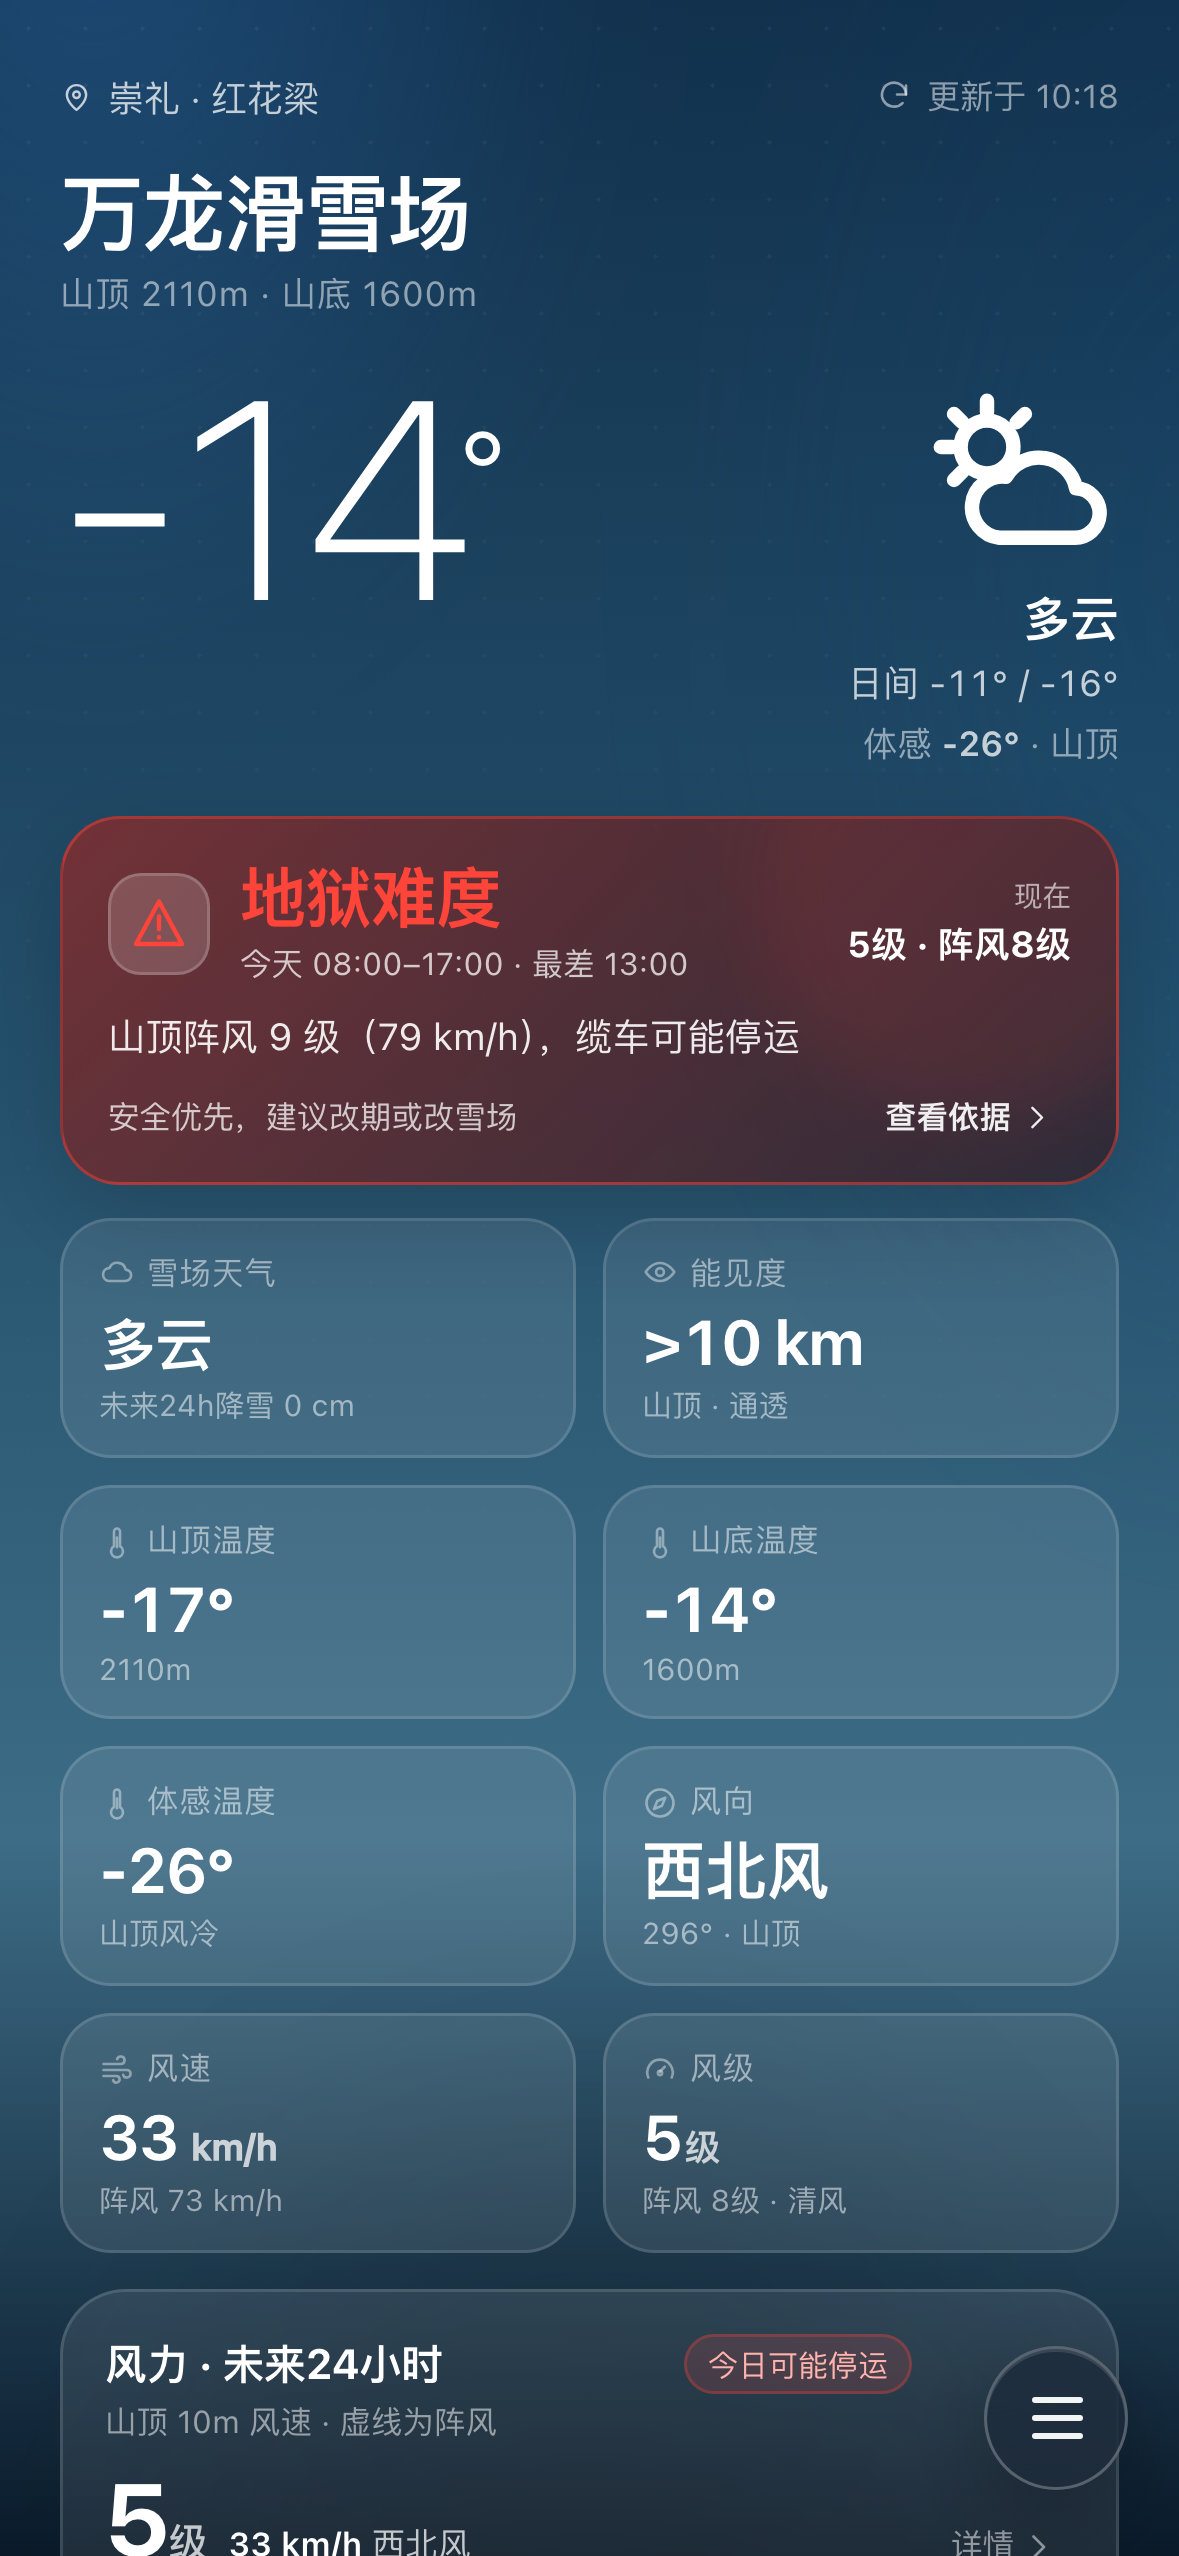 崇礼 · 红花梁
更新于 10:18
万龙滑雪场
山顶 2110m · 山底 1600m
-14°
多云
日间 -11° / -16°
体感 -26° · 山顶
地狱难度
今天 08:00–17:00 · 最差 13:00
现在
5级 · 阵风8级
山顶阵风 9 级（79 km/h），缆车可能停运
安全优先，建议改期或改雪场
查看依据
雪场天气
多云
未来24h降雪 0 cm
能见度
>10 km
山顶 · 通透
山顶温度
-17°
2110m
山底温度
-14°
1600m
体感温度
-26°
山顶风冷
风向
西北风
296° · 山顶
风速
33 km/h
阵风 73 km/h
风级
5级
阵风 8级 · 清风
风力 · 未来24小时
今日可能停运
山顶 10m 风速 · 虚线为阵风
5级 33 km/h 西北风
详情